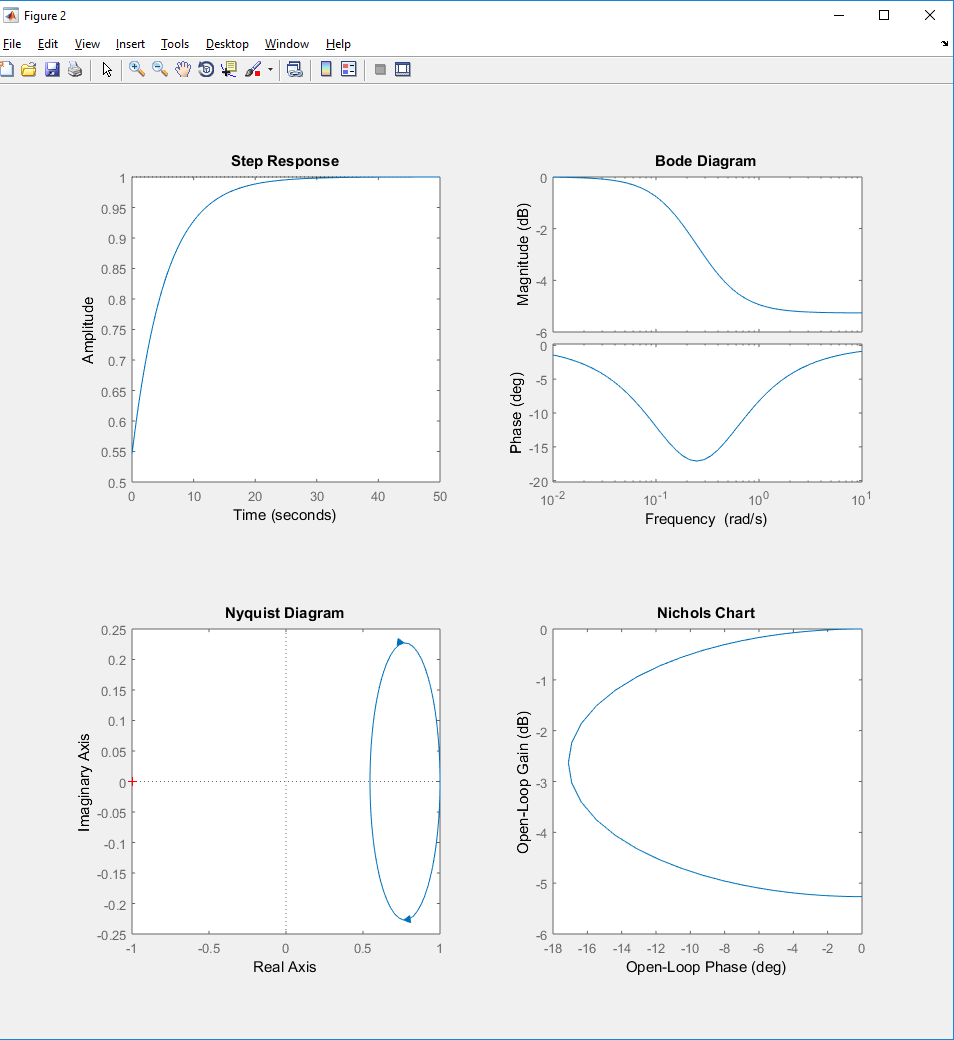 Figure 2
File Edit View Insert Tools Desktop Window Help
Step Response
1
0.95
0.9
0.85
0.8
0.75
0.7
0.65
0.6
0.55
0.5
Amplitude
0 10 20 30 40 50
Time (seconds)
Bode Diagram
0
-2
-4
-6
Magnitude (dB)
0
-5
-10
-15
-20
Phase (deg)
10^-2 10^-1 10^0 10^1
Frequency (rad/s)
Nyquist Diagram
0.25
0.2
0.15
0.1
0.05
0
-0.05
-0.1
-0.15
-0.2
-0.25
Imaginary Axis
-1 -0.5 0 0.5 1
Real Axis
Nichols Chart
0
-1
-2
-3
-4
-5
-6
Open-Loop Gain (dB)
-18 -16 -14 -12 -10 -8 -6 -4 -2 0
Open-Loop Phase (deg)